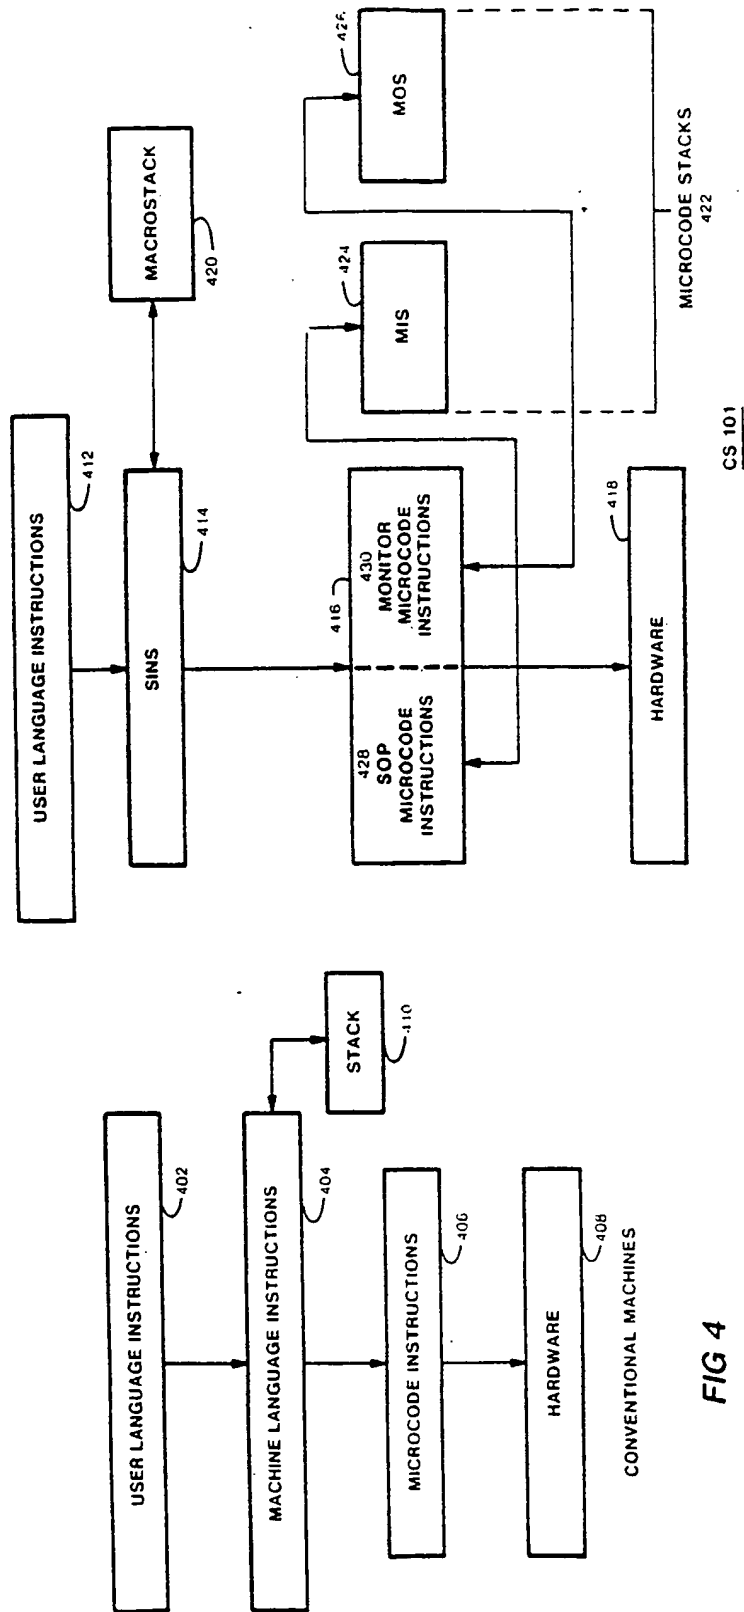 USER LANGUAGE INSTRUCTIONS
402
MACHINE LANGUAGE INSTRUCTIONS
404
STACK
410
MICROCODE INSTRUCTIONS
406
HARDWARE
408
CONVENTIONAL MACHINES
USER LANGUAGE INSTRUCTIONS
412
SINS
414
MACROSTACK
420
416
428
SOP
MICROCODE
INSTRUCTIONS
430
MONITOR
MICROCODE
INSTRUCTIONS
MIS
424
MOS
426
MICROCODE STACKS
422
HARDWARE
418
CS 101
FIG 4